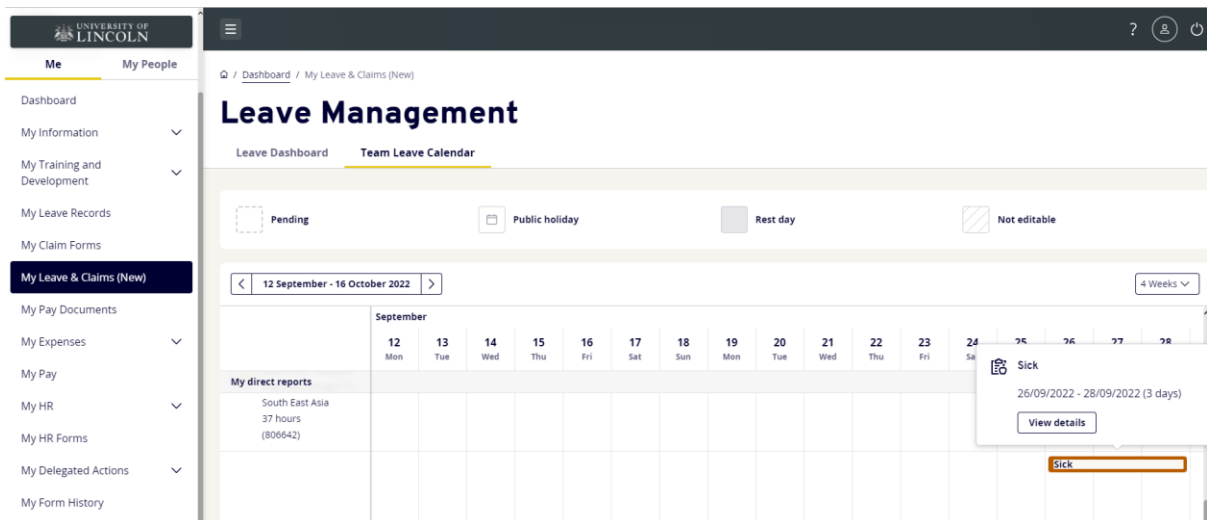 UNIVERSITY OF
LINCOLN
Me
My People
Dashboard
My Information
My Training and
Development
My Leave Records
My Claim Forms
My Leave & Claims (New)
My Pay Documents
My Expenses
My Pay
My HR
My HR Forms
My Delegated Actions
My Form History
?
/ Dashboard / My Leave & Claims (New)
Leave Management
Leave Dashboard
Team Leave Calendar
Pending
Public holiday
Rest day
Not editable
12 September - 16 October 2022
4 Weeks
September
12 13 14 15 16 17 18 19 20 21 22 23 24 25 26 27 28
Mon Tue Wed Thu Fri Sat Sun Mon Tue Wed Thu Fri
My direct reports
South East Asia
37 hours
(806642)
Sick
26/09/2022 - 28/09/2022 (3 days)
View details
Sick